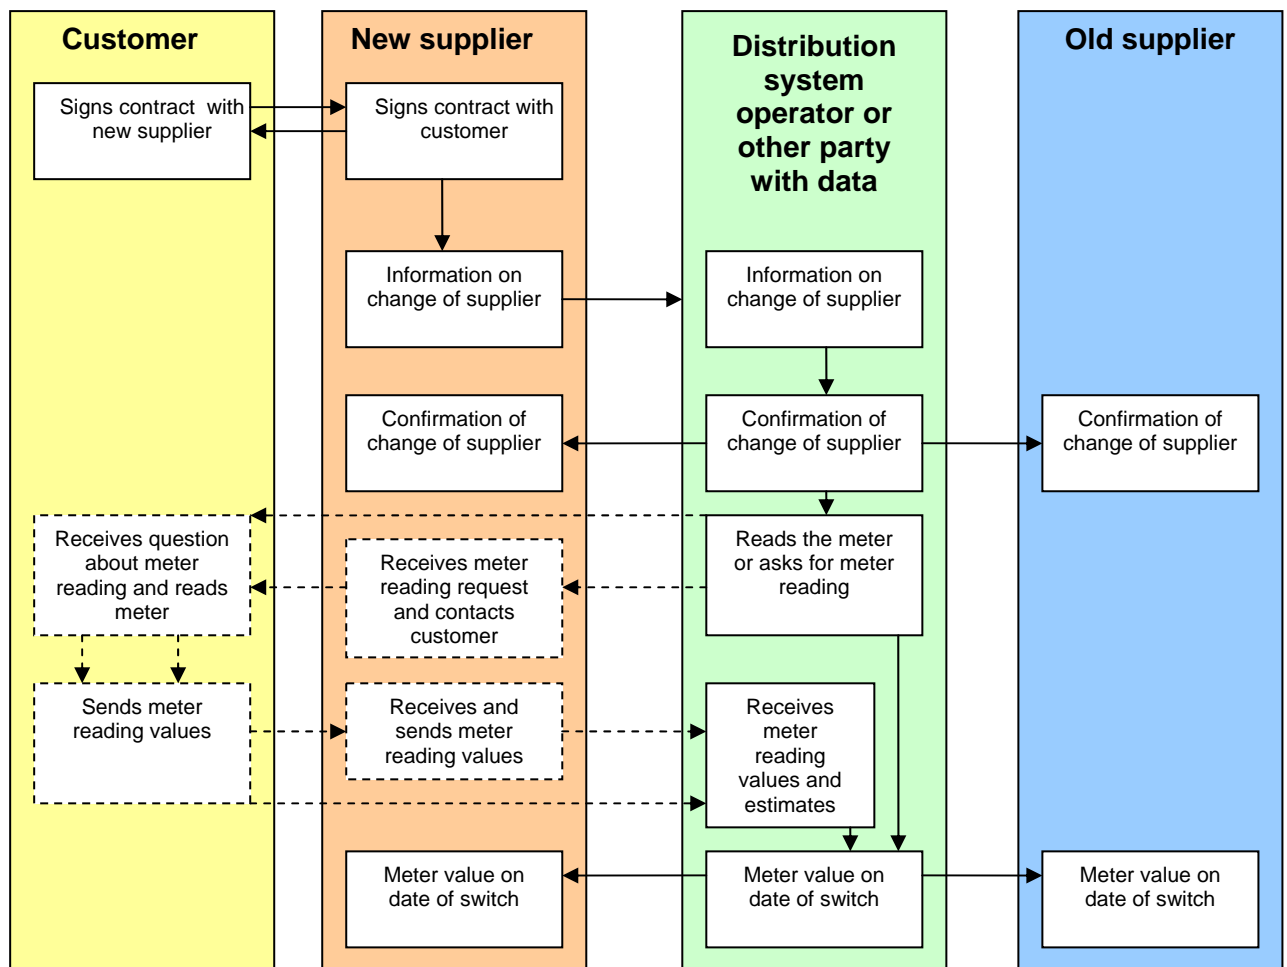 Customer
New supplier
Distribution
system
operator or
other party
with data
Old supplier
Signs contract with
new supplier
Signs contract with
customer
Information on
change of supplier
Information on
change of supplier
Confirmation of
change of supplier
Confirmation of
change of supplier
Confirmation of
change of supplier
Receives question
about meter
reading and reads
meter
Receives meter
reading request
and contacts
customer
Reads the meter
or asks for meter
reading
Sends meter
reading values
Receives and
sends meter
reading values
Receives
meter
reading
values and
estimates
Meter value on
date of switch
Meter value on
date of switch
Meter value on
date of switch